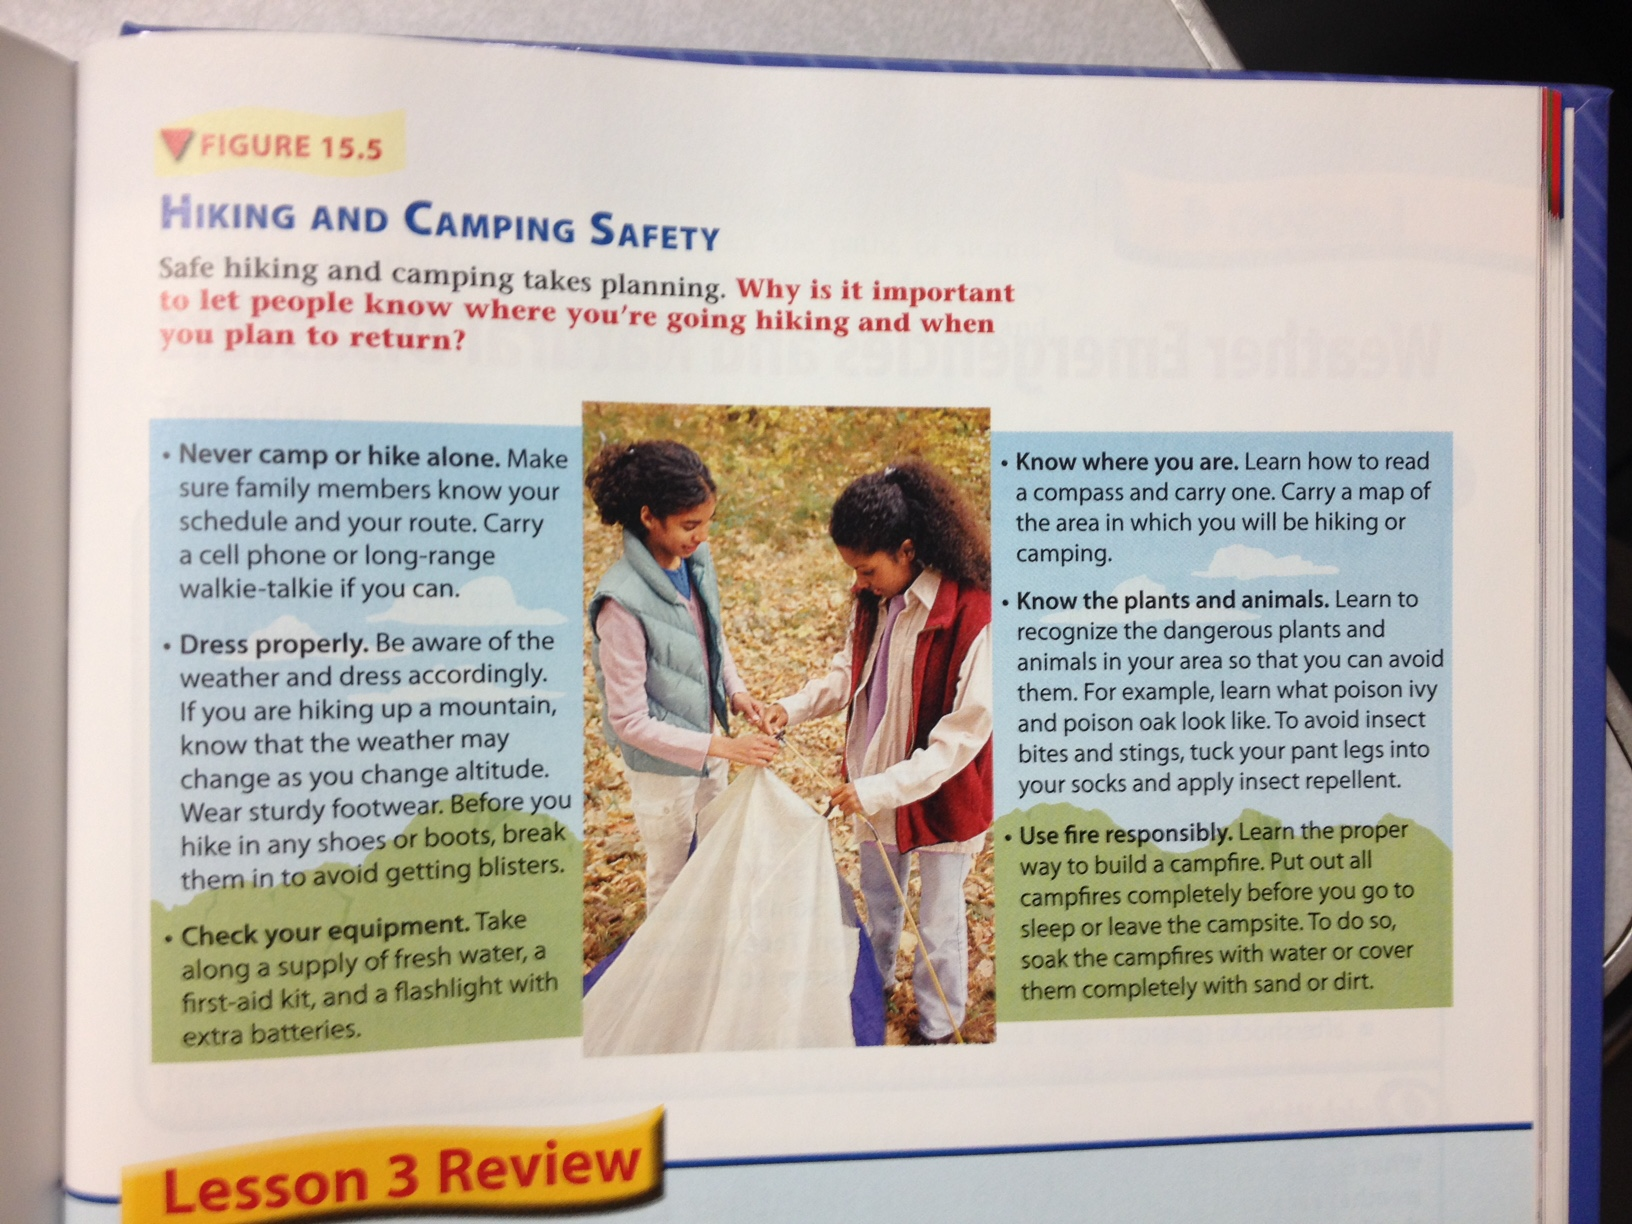 FIGURE 15.5
HIKING AND CAMPING SAFETY
Safe hiking and camping takes planning. Why is it important
to let people know where you're going hiking and when
you plan to return?
• Never camp or hike alone. Make
sure family members know your
schedule and your route. Carry
a cell phone or long-range
walkie-talkie if you can.
• Dress properly. Be aware of the
weather and dress accordingly.
If you are hiking up a mountain,
know that the weather may
change as you change altitude.
Wear sturdy footwear. Before you
hike in any shoes or boots, break
them in to avoid getting blisters.
• Check your equipment. Take
along a supply of fresh water, a
first-aid kit, and a flashlight with
extra batteries.
• Know where you are. Learn how to read
a compass and carry one. Carry a map of
the area in which you will be hiking or
camping.
• Know the plants and animals. Learn to
recognize the dangerous plants and
animals in your area so that you can avoid
them. For example, learn what poison ivy
and poison oak look like. To avoid insect
bites and stings, tuck your pant legs into
your socks and apply insect repellent.
• Use fire responsibly. Learn the proper
way to build a campfire. Put out all
campfires completely before you go to
sleep or leave the campsite. To do so,
soak the campfires with water or cover
them completely with sand or dirt.
Lesson 3 Review